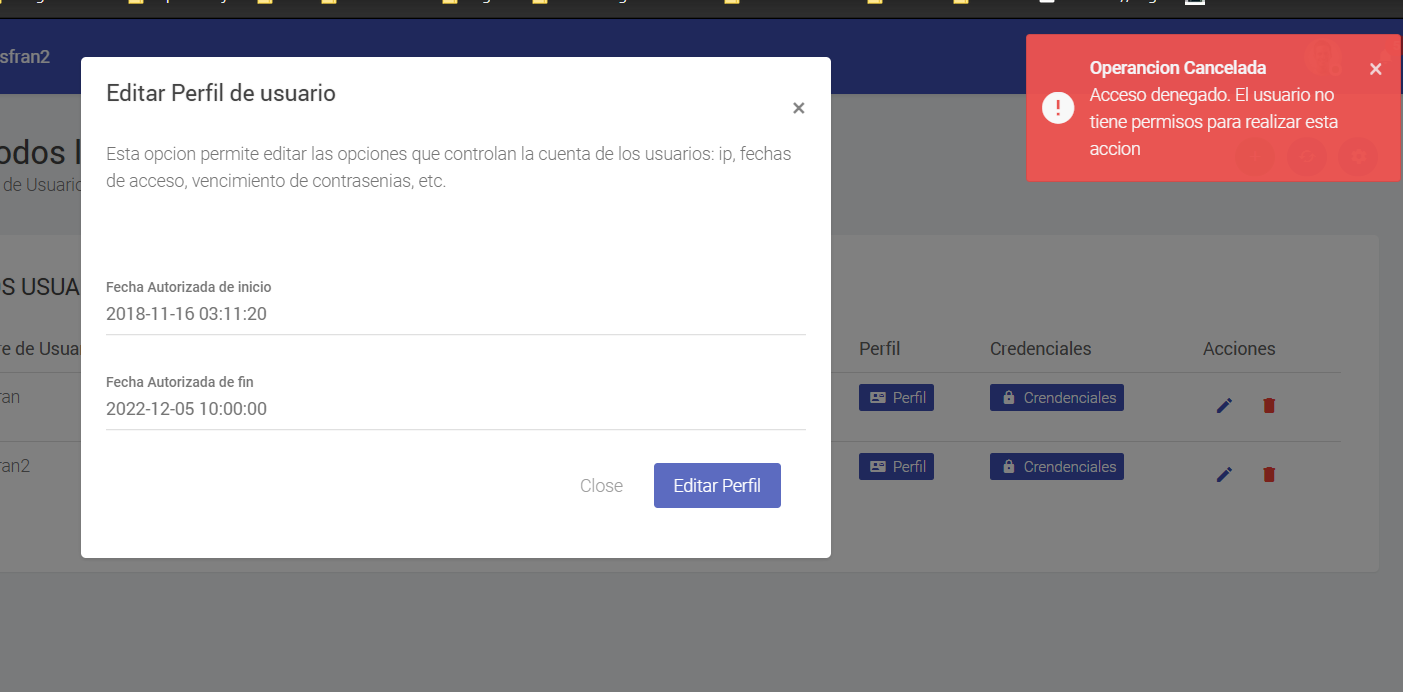 sfran2
Operancion Cancelada
Acceso denegado. El usuario no
tiene permisos para realizar esta
accion
Editar Perfil de usuario
Esta opcion permite editar las opciones que controlan la cuenta de los usuarios: ip, fechas
de acceso, vencimiento de contrasenias, etc.
odos l
de Usuario
Fecha Autorizada de inicio
2018-11-16 03:11:20
Fecha Autorizada de fin
2022-12-05 10:00:00
Close
Editar Perfil
OS USUA
re de Usuar
Perfil
Credenciales
Acciones
ran
Perfil
Crendenciales
ran2
Perfil
Crendenciales